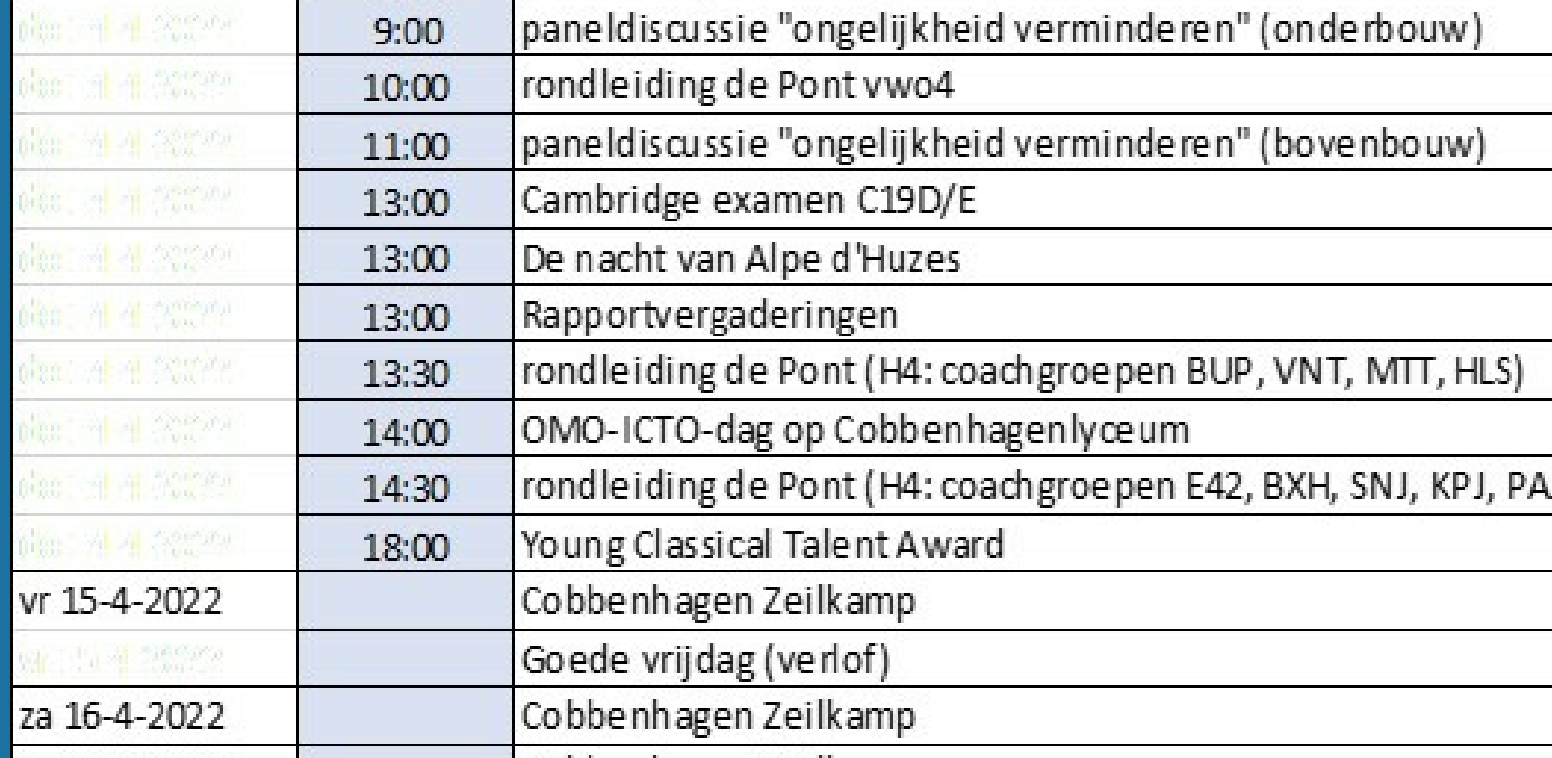 9:00 paneldiscussie "ongelijkheid verminderen" (onderbouw)
10:00 rondleiding de Pont vwo4
11:00 paneldiscussie "ongelijkheid verminderen" (bovenbouw)
13:00 Cambridge examen C19D/E
13:00 De nacht van Alpe d'Huzes
13:00 Rapportvergaderingen
13:30 rondleiding de Pont (H4: coachgroepen BUP, VNT, MTT, HLS)
14:00 OMO-ICTO-dag op Cobbenhagenlyceum
14:30 rondleiding de Pont (H4: coachgroepen E42, BXH, SNJ, KPJ,
18:00 Young Classical Talent Award
vr 15-4-2022 Cobbenhagen Zeilkamp
Goede vrijdag (verlof)
za 16-4-2022 Cobbenhagen Zeilkamp